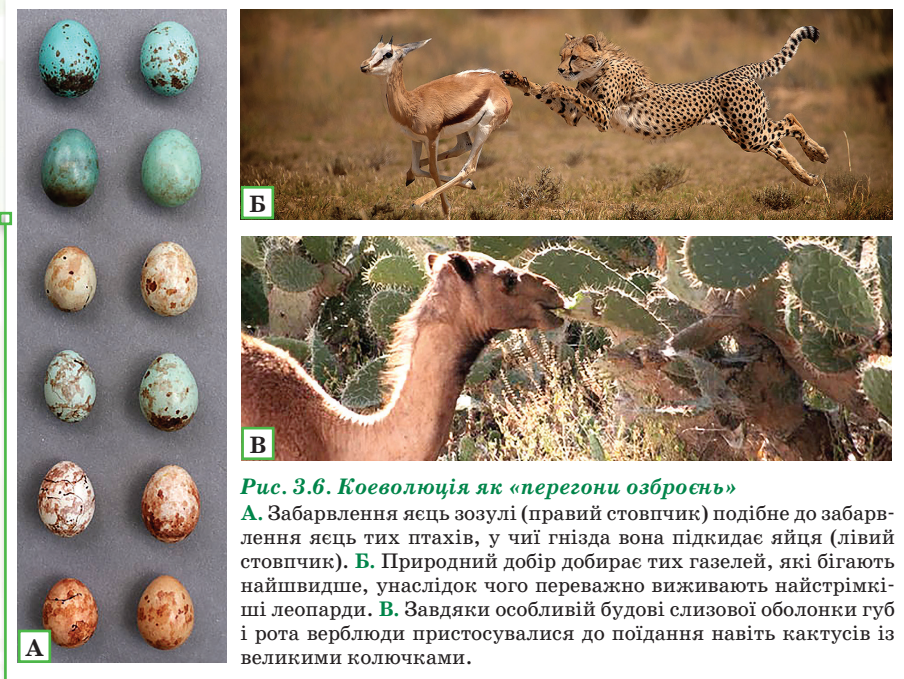 Б
В
А
Рис. 3.6. Коеволюція як «перегони озброєнь»
А. Забарвлення яєць зозулі (правий стовпчик) подібне до забарв-
лення яєць тих птахів, у чиї гнізда вона підкидає яйця (лівий
стовпчик). Б. Природний добір добирає тих газелей, які бігають
найшвидше, унаслідок чого переважно виживають найстрімкі-
ші леопарди. В. Завдяки особливій будові слизової оболонки губ
і рота верблюди пристосувалися до поїдання навіть кактусів із
великими колючками.